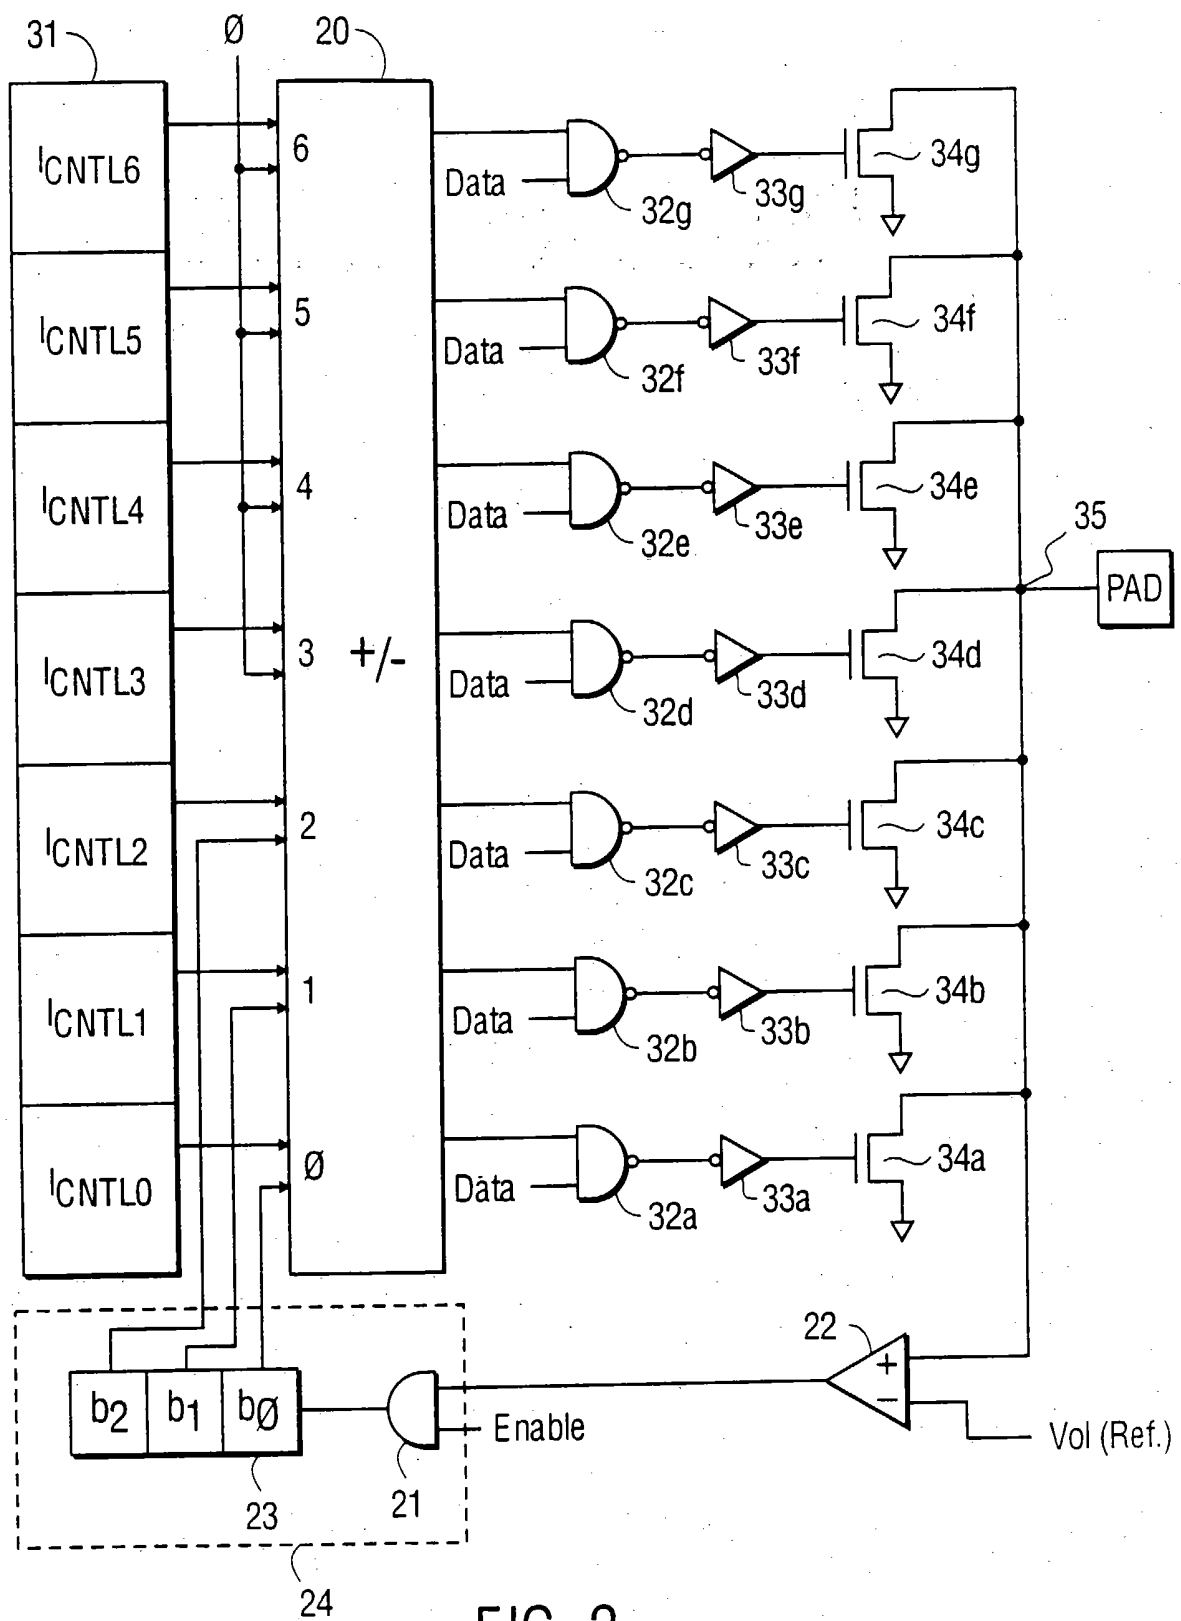 31
Ø
20
ICNTL6
6
Data
32g
33g
34g
ICNTL5
5
Data
32f
33f
34f
ICNTL4
4
Data
32e
33e
34e
35
PAD
ICNTL3
3
+/-
Data
32d
33d
34d
ICNTL2
2
Data
32c
33c
34c
ICNTL1
1
Data
32b
33b
34b
ICNTL0
Ø
Data
32a
33a
34a
22
+
−
b2 b1 bØ
Enable
Vol (Ref.)
23
21
24